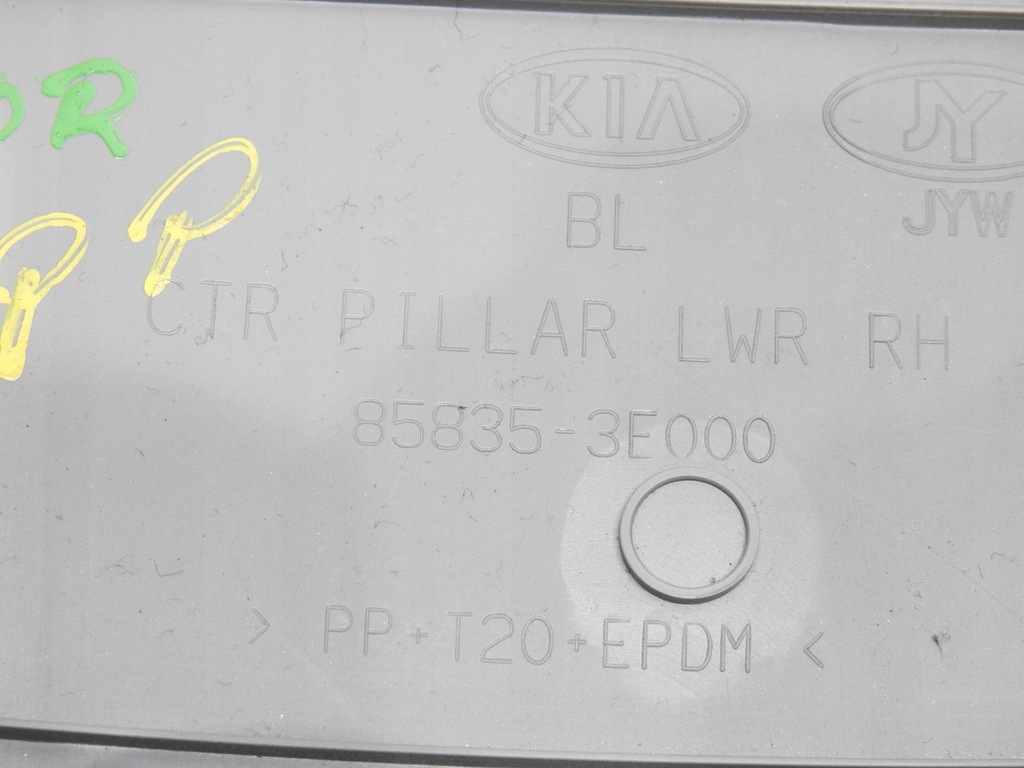 KIA JY
BL JYW
R
P P
CTR PILLAR LWR RH
85835-3E000
> PP+T20+EPDM <